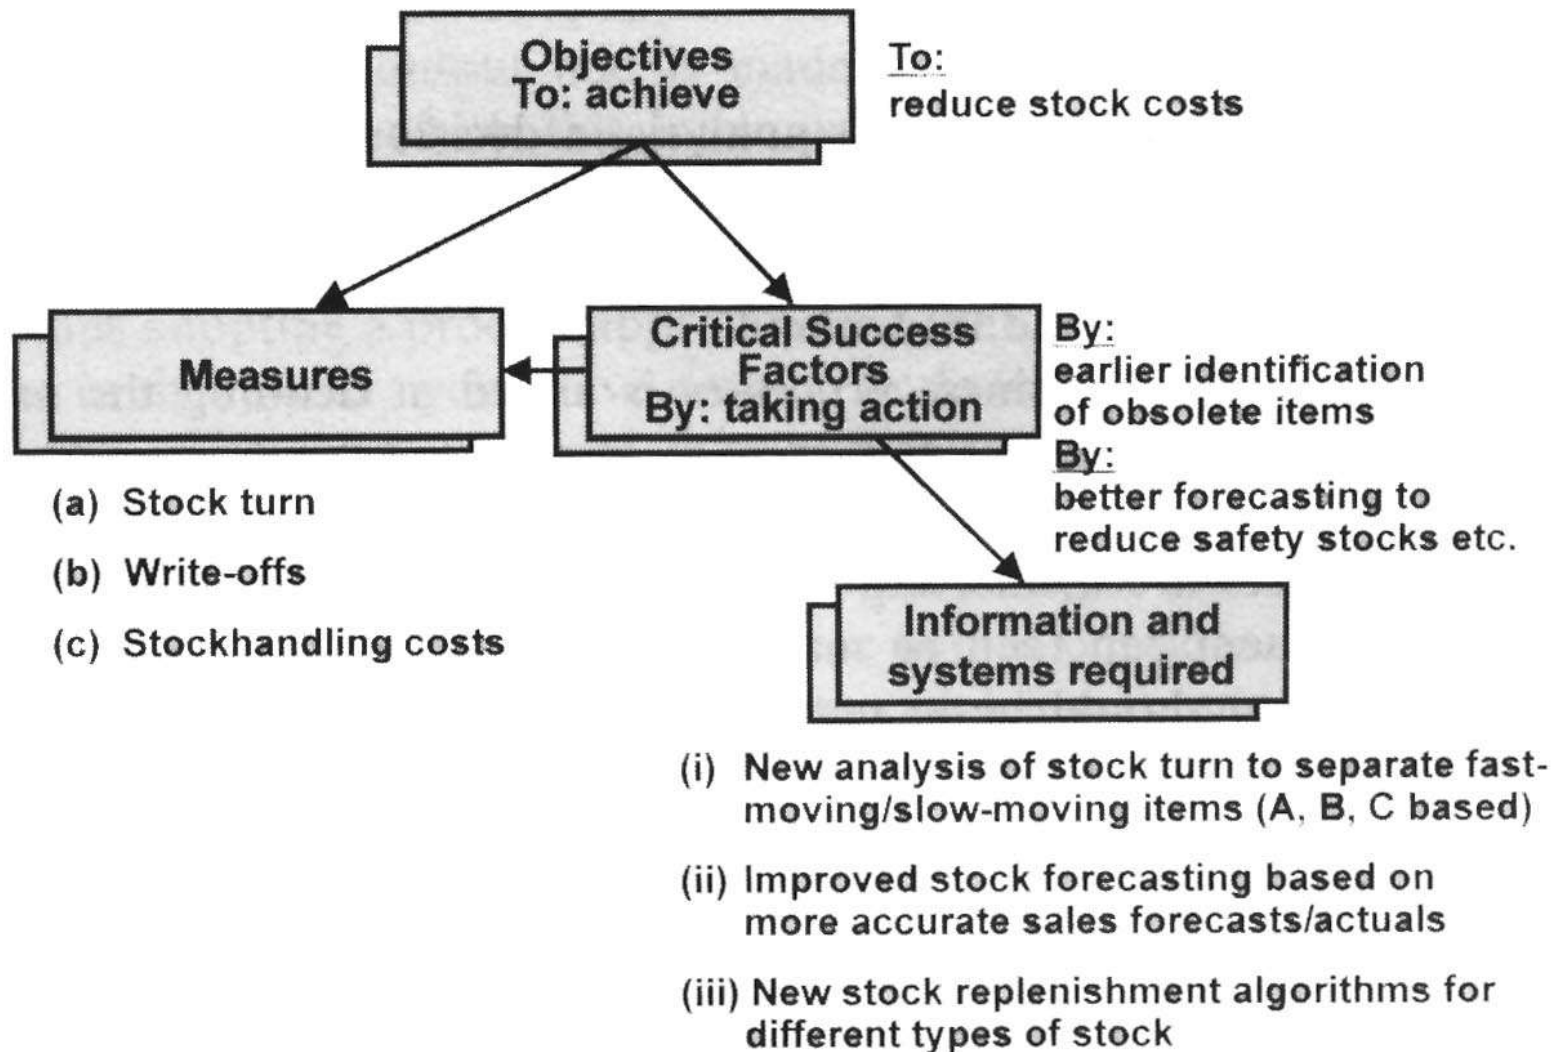 Objectives
To: achieve
To:
reduce stock costs
Measures
Critical Success
Factors
By: taking action
By:
earlier identification
of obsolete items
By:
better forecasting to
reduce safety stocks etc.
(a) Stock turn
(b) Write-offs
(c) Stockhandling costs
Information and
systems required
(i) New analysis of stock turn to separate fast-
moving/slow-moving items (A, B, C based)
(ii) Improved stock forecasting based on
more accurate sales forecasts/actuals
(iii) New stock replenishment algorithms for
different types of stock